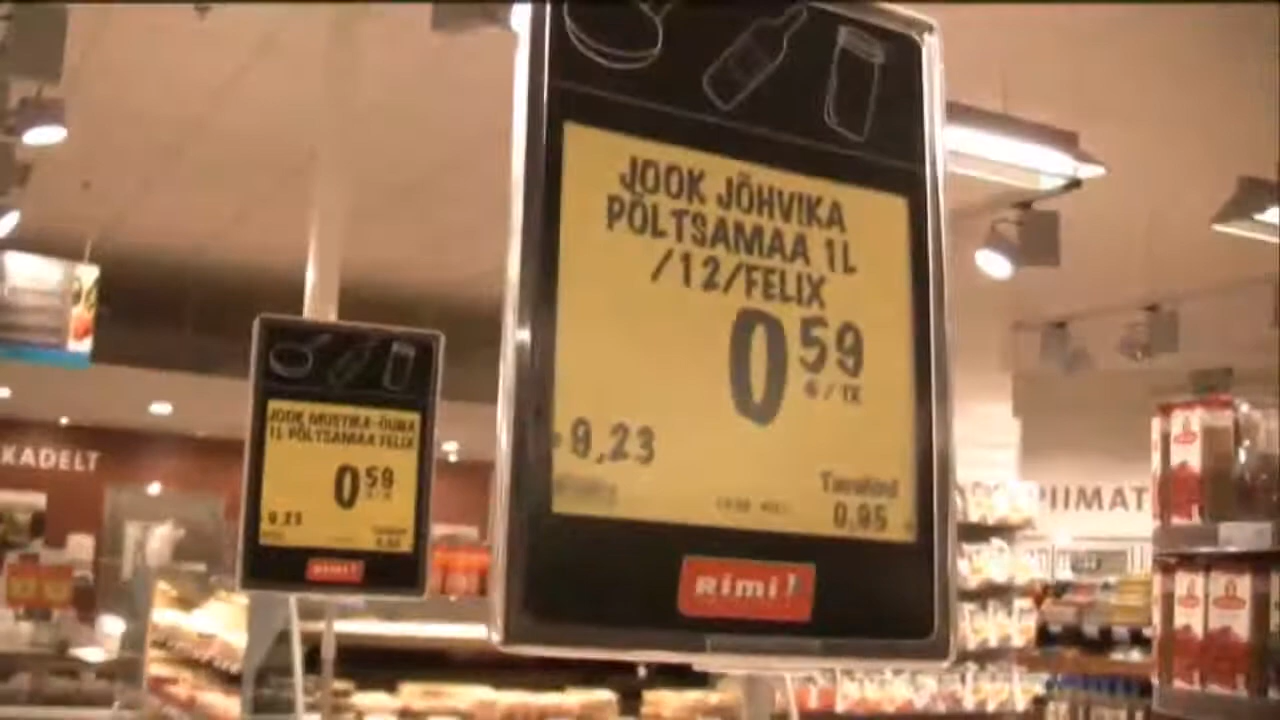 JOOK JÕHVIKA
PÕLTSAMAA 1L
/12/FELIX
0 59
€/TK
9,23
0,95
Rimi!
JOOK MUSTIKA-ÕUNA
1L PÕLTSAMAA FELIX
0 59
9,23
Rimi!
KADELT
PIIMAT